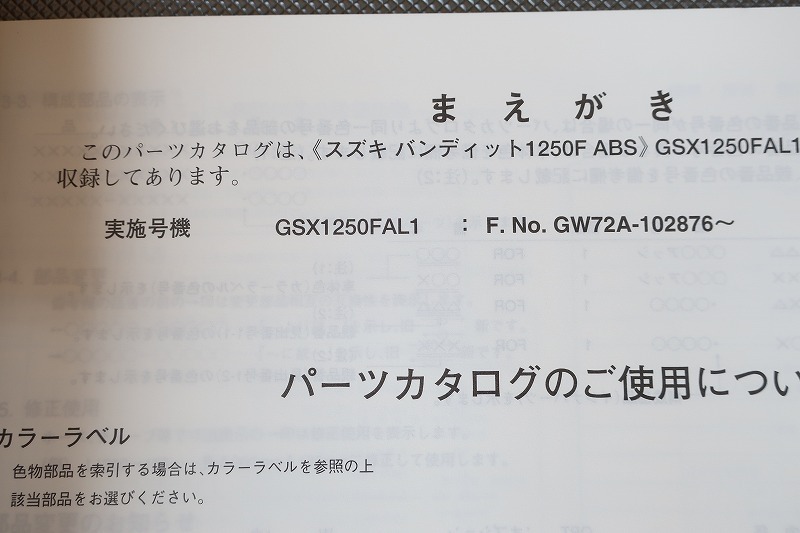 まえがき
このパーツカタログは、《スズキ バンディット1250F ABS》GSX1250FAL1
収録してあります。
実施号機 GSX1250FAL1 : F. No. GW72A-102876～
パーツカタログのご使用につい
カラーラベル
色物部品を索引する場合は、カラーラベルを参照の上
該当部品をお選びください。